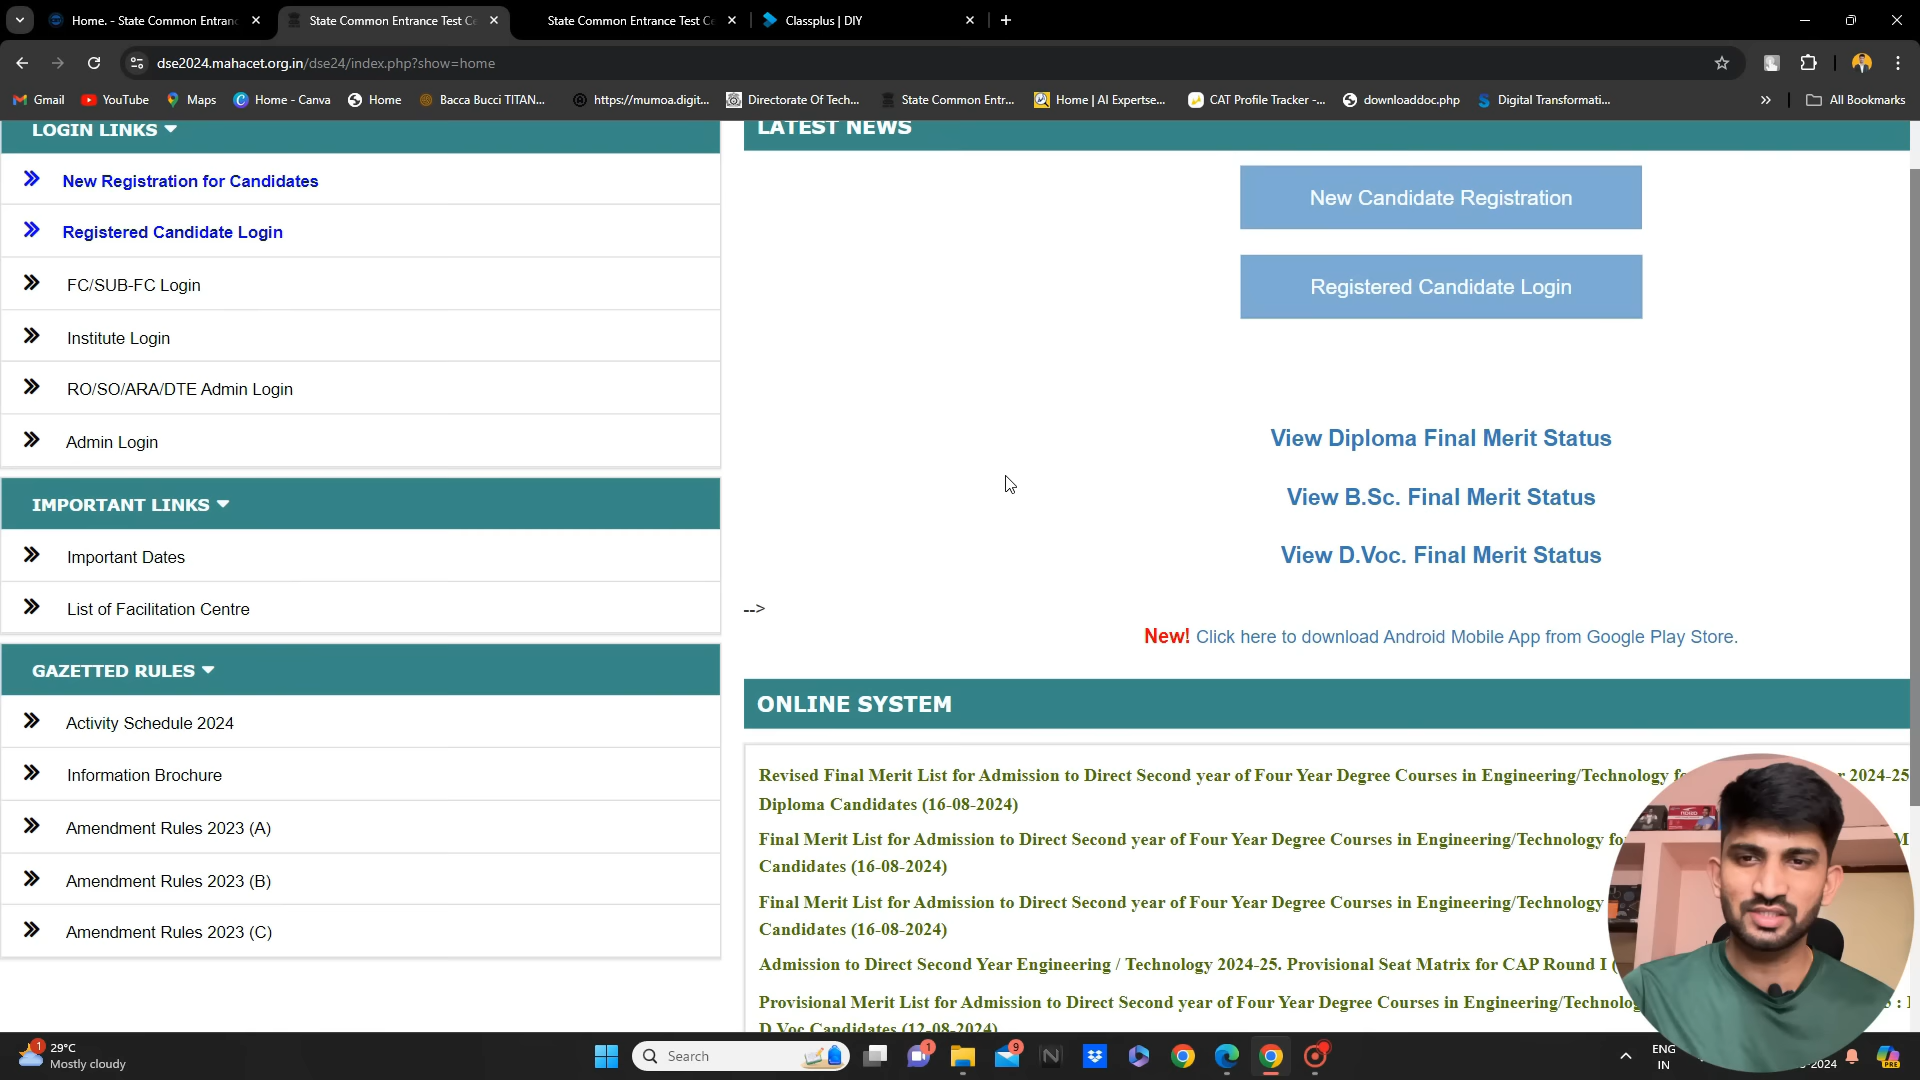 Home. - State Common Entran
State Common Entrance Test Ce
State Common Entrance Test Ce
Classplus | DIY
dse2024.mahacet.org.in/dse24/index.php?show=home
Gmail
YouTube
Maps
Home - Canva
Home
Bacca Bucci TITAN...
https://mumoa.digit...
Directorate Of Tech...
State Common Entr...
Home | AI Expertse...
CAT Profile Tracker -...
downloaddoc.php
Digital Transformati...
All Bookmarks
LOGIN LINKS
New Registration for Candidates
Registered Candidate Login
FC/SUB-FC Login
Institute Login
RO/SO/ARA/DTE Admin Login
Admin Login
IMPORTANT LINKS
Important Dates
List of Facilitation Centre
GAZETTED RULES
Activity Schedule 2024
Information Brochure
Amendment Rules 2023 (A)
Amendment Rules 2023 (B)
Amendment Rules 2023 (C)
LATEST NEWS
New Candidate Registration
Registered Candidate Login
View Diploma Final Merit Status
View B.Sc. Final Merit Status
View D.Voc. Final Merit Status
-->
New! Click here to download Android Mobile App from Google Play Store.
ONLINE SYSTEM
Revised Final Merit List for Admission to Direct Second year of Four Year Degree Courses in Engineering/Technology 2024-25
Diploma Candidates (16-08-2024)
Final Merit List for Admission to Direct Second year of Four Year Degree Courses in Engineering/Technology
Candidates (16-08-2024)
Final Merit List for Admission to Direct Second year of Four Year Degree Courses in Engineering/Technology
Candidates (16-08-2024)
Admission to Direct Second Year Engineering / Technology 2024-25. Provisional Seat Matrix for CAP Round I (
Provisional Merit List for Admission to Direct Second year of Four Year Degree Courses in Engineering/Technolog
D.Voc Candidates (12-08-2024)
29°C
Mostly cloudy
Search
1
1
9
ENG
IN
-2024
PRE